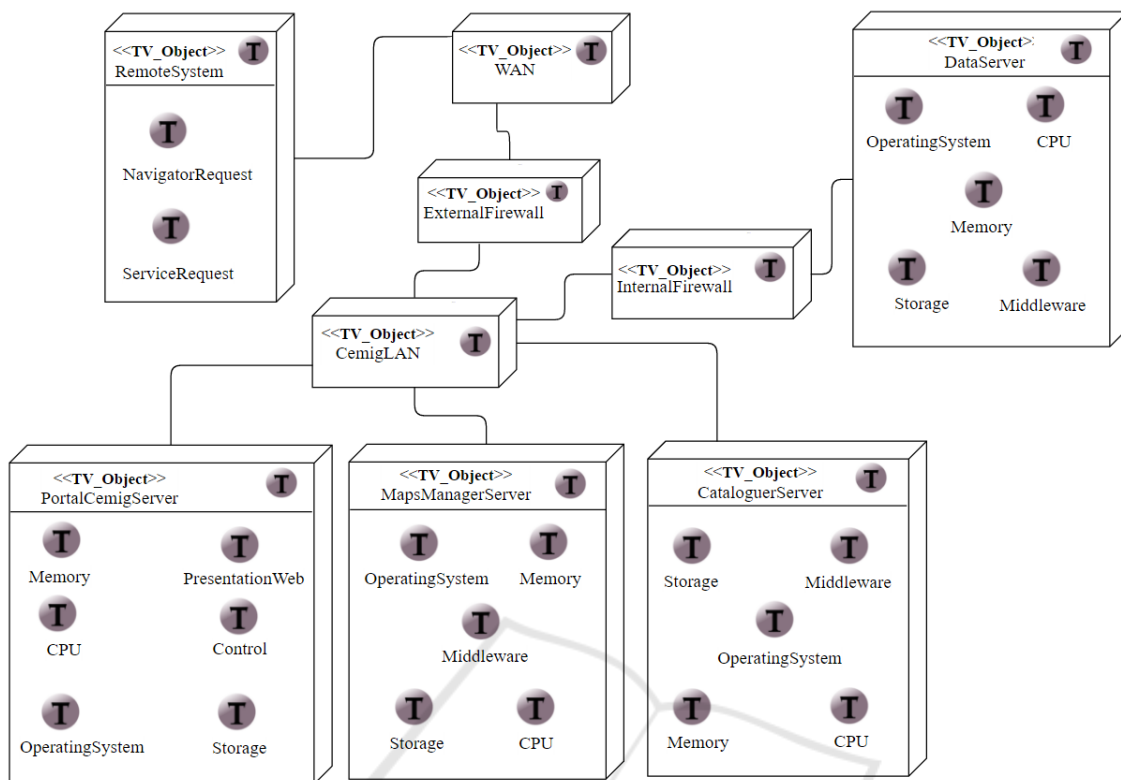 <<TV_Object>> T
RemoteSystem
T
NavigatorRequest
T
ServiceRequest
<<TV_Object>> T
WAN
<<TV_Object>> T
DataServer
T T
OperatingSystem CPU
T
Memory
T T
Storage Middleware
<<TV_Object>> T
ExternalFirewall
<<TV_Object>> T
InternalFirewall
<<TV_Object>> T
CemigLAN
<<TV_Object>> T
PortalCemigServer
T T
Memory PresentationWeb
T T
CPU Control
T T
OperatingSystem Storage
<<TV_Object>> T
MapsManagerServer
T T
OperatingSystem Memory
T
Middleware
T T
Storage CPU
<<TV_Object>> T
CataloguerServer
T T
Storage Middleware
T
OperatingSystem
T T
Memory CPU